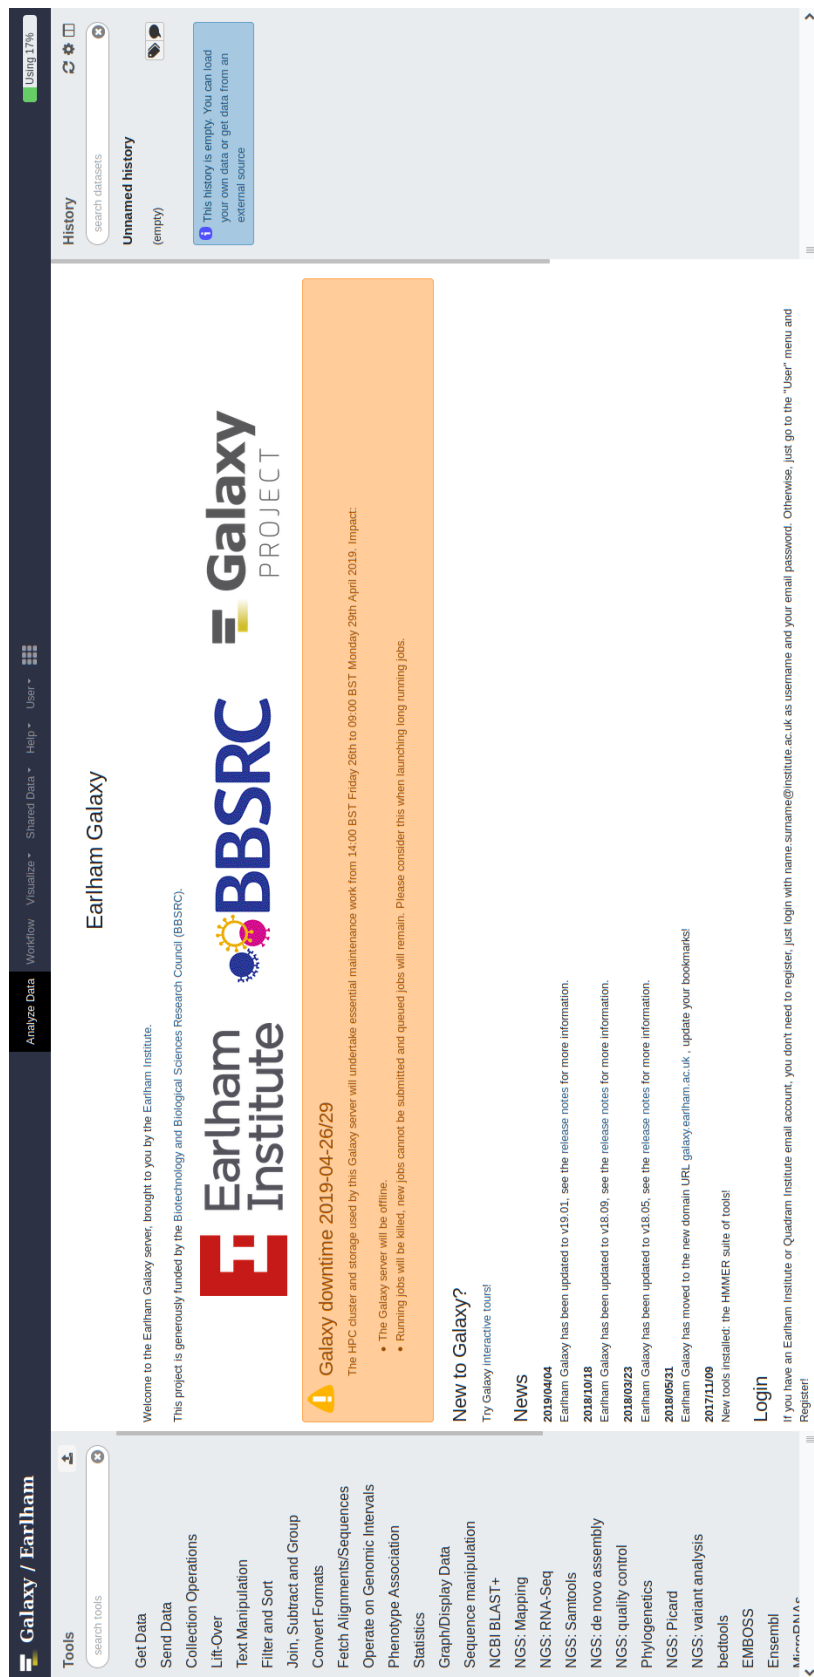 Galaxy / Earlham
Analyze Data
Workflow
Visualize
Shared Data
Help
User
Using 17%
Tools
search tools
Get Data
Send Data
Collection Operations
Lift-Over
Text Manipulation
Filter and Sort
Join, Subtract and Group
Convert Formats
Fetch Alignments/Sequences
Operate on Genomic Intervals
Phenotype Association
Statistics
Graph/Display Data
Sequence manipulation
NCBI BLAST+
NGS: Mapping
NGS: RNA-Seq
NGS: Samtools
NGS: de novo assembly
NGS: quality control
Phylogenetics
NGS: Picard
NGS: variant analysis
bedtools
EMBOSS
Ensembl
MicroRNAs
Earlham Galaxy
Welcome to the Earlham Galaxy server, brought to you by the Earlham Institute.
This project is generously funded by the Biotechnology and Biological Sciences Research Council (BBSRC).
Earlham
Institute
BBSRC
Galaxy
PROJECT
Galaxy downtime 2019-04-26/29
The HPC cluster and storage used by this Galaxy server will undertake essential maintenance work from 14:00 BST Friday 26th to 09:00 BST Monday 29th April 2019. Impact:
• The Galaxy server will be offline.
• Running jobs will be killed, new jobs cannot be submitted and queued jobs will remain. Please consider this when launching long running jobs.
New to Galaxy?
Try Galaxy interactive tours!
News
2019/04/04
Earlham Galaxy has been updated to v19.01, see the release notes for more information.
2018/10/18
Earlham Galaxy has been updated to v18.09, see the release notes for more information.
2018/03/23
Earlham Galaxy has been updated to v18.05, see the release notes for more information.
2018/05/31
Earlham Galaxy has moved to the new domain URL galaxy.earlham.ac.uk , update your bookmarks!
2017/11/09
New tools installed: the HMMER suite of tools!
Login
If you have an Earlham Institute or Quadram Institute email account, you don't need to register, just login with name.surname@institute.ac.uk as username and your email password. Otherwise, just go to the "User" menu and
Register!
History
search datasets
Unnamed history
(empty)
This history is empty. You can load
your own data or get data from an
external source